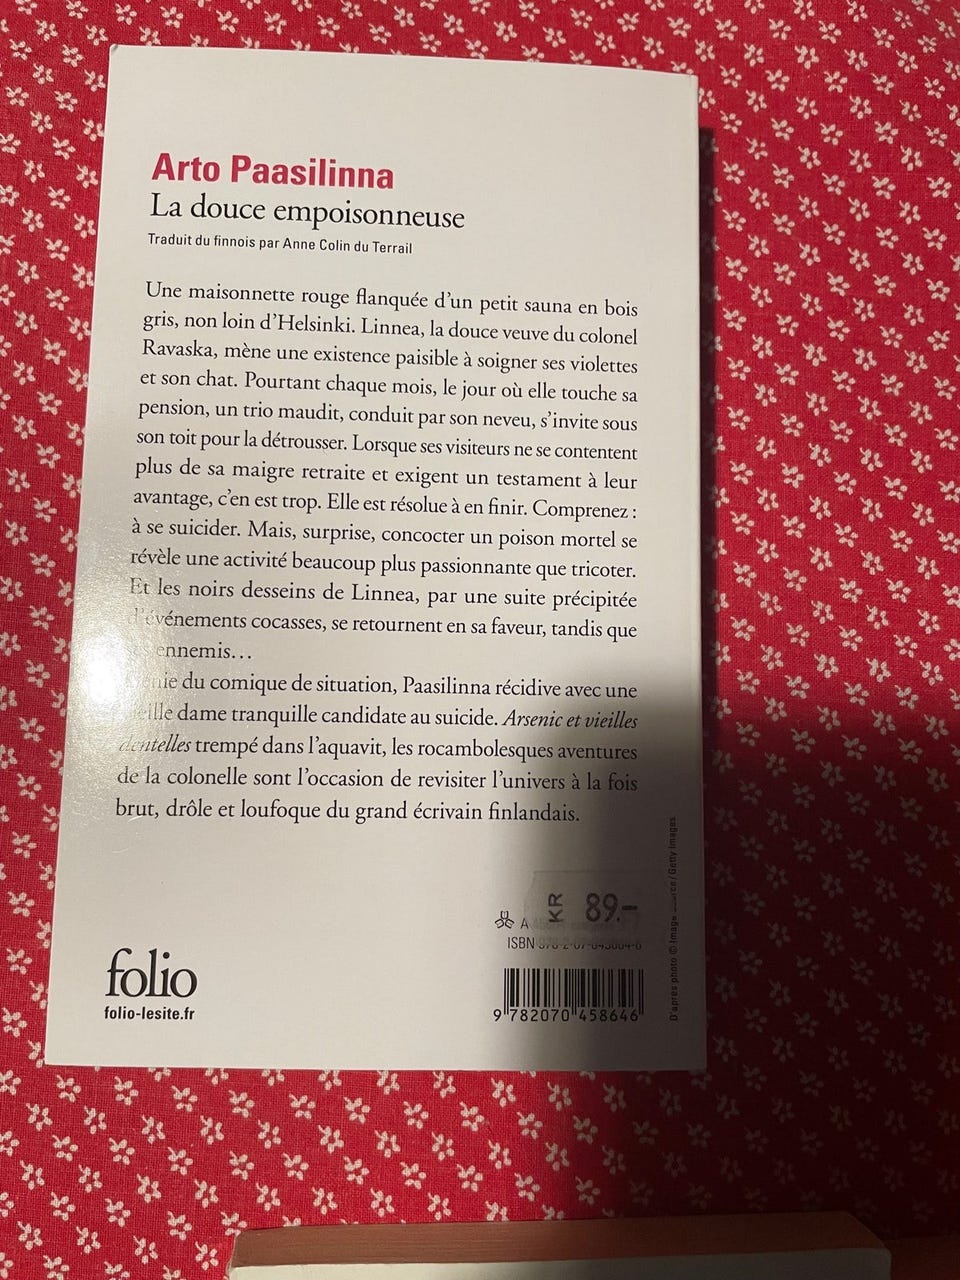 Arto Paasilinna
La douce empoisonneuse
Traduit du finnois par Anne Colin du Terrail
Une maisonnette rouge flanquée d'un petit sauna en bois
gris, non loin d'Helsinki. Linnea, la douce veuve du colonel
Ravaska, mène une existence paisible à soigner ses violettes
et son chat. Pourtant chaque mois, le jour où elle touche sa
pension, un trio maudit, conduit par son neveu, s'invite sous
son toit pour la détrousser. Lorsque ses visiteurs ne se contentent
plus de sa maigre retraite et exigent un testament à leur
avantage, c'en est trop. Elle est résolue à en finir. Comprenez :
à se suicider. Mais, surprise, concocter un poison mortel se
révèle une activité beaucoup plus passionnante que tricoter.
Et les noirs desseins de Linnea, par une suite précipitée
d'événements cocasses, se retournent en sa faveur, tandis que
ses ennemis…
Génie du comique de situation, Paasilinna récidive avec une
vieille dame tranquille candidate au suicide. Arsenic et vieilles
dentelles trempé dans l'aquavit, les rocambolesques aventures
de la colonelle sont l'occasion de revisiter l'univers à la fois
brut, drôle et loufoque du grand écrivain finlandais.
KR 89.–
A
ISBN
folio
folio-lesite.fr
9 782070 458646
D'après photo © Image Source / Getty Images.